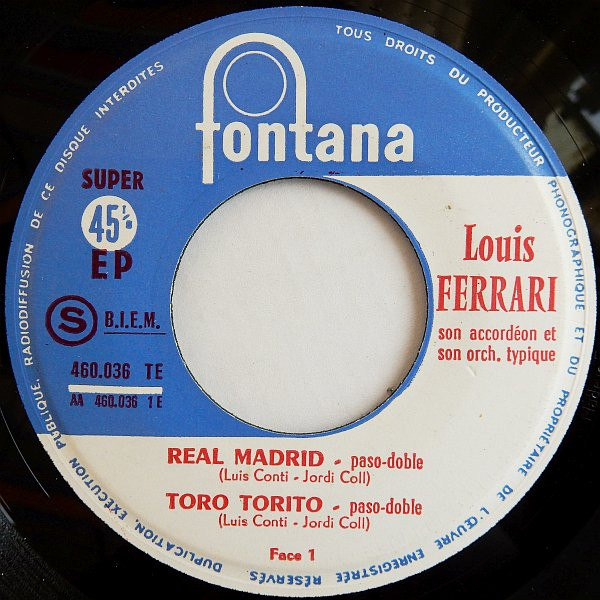 TOUS DROITS DU PRODUCTEUR PHONOGRAPHIQUE ET DU PROPRIÉTAIRE DE L'ŒUVRE ENREGISTRÉE RÉSERVÉS. DUPLICATION, EXÉCUTION PUBLIQUE, RADIODIFFUSION DE CE DISQUE INTERDITES
fontana
SUPER
45 T.
EP
S B.I.E.M.
460.036 TE
AA 460.036 1E
Louis
FERRARI
son accordéon et
son orch. typique
REAL MADRID - paso-doble
(Luis Conti - Jordi Coll)
TORO TORITO - paso-doble
(Luis Conti - Jordi Coll)
Face 1